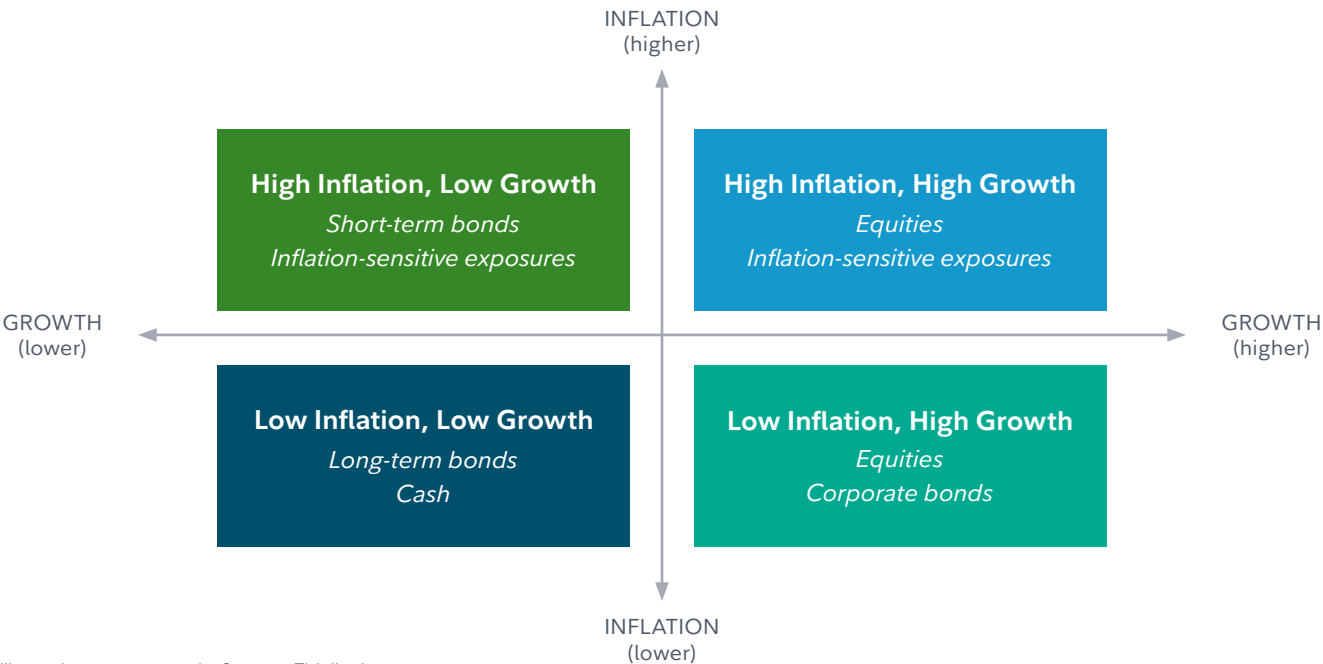 INFLATION
(higher)
High Inflation, Low Growth
Short-term bonds
Inflation-sensitive exposures
High Inflation, High Growth
Equities
Inflation-sensitive exposures
GROWTH
(lower)
GROWTH
(higher)
Low Inflation, Low Growth
Long-term bonds
Cash
Low Inflation, High Growth
Equities
Corporate bonds
INFLATION
(lower)